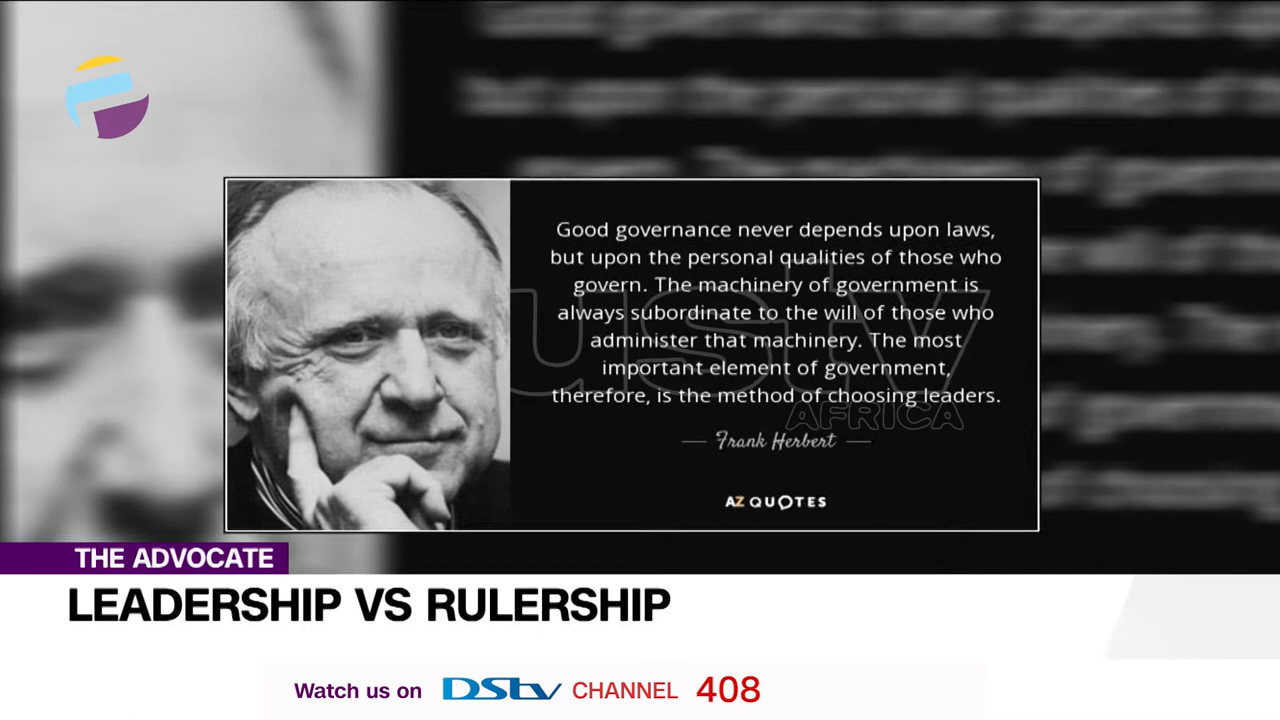 Good governance never depends upon laws,
but upon the personal qualities of those who
govern. The machinery of government is
always subordinate to the will of those who
administer that machinery. The most
important element of government,
therefore, is the method of choosing leaders.
Frank Herbert
AZ QUOTES
ustv
AFRICA
THE ADVOCATE
LEADERSHIP VS RULERSHIP
Watch us on DStv CHANNEL 408